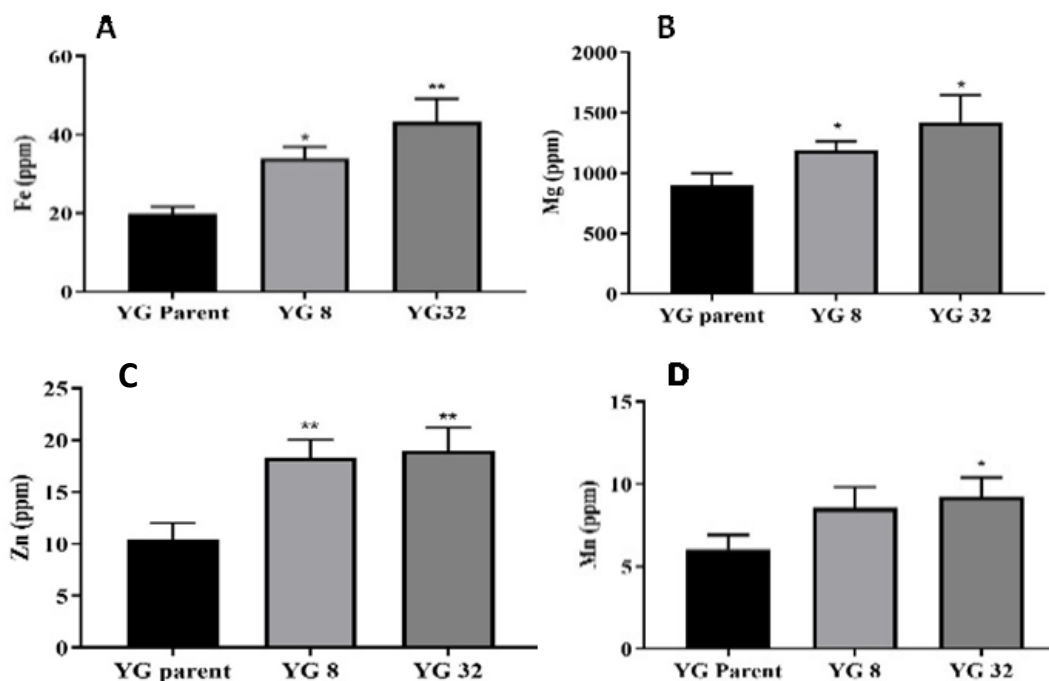 A
Fe (ppm)
60
40
20
0
*
**
YG Parent YG 8 YG32
B
Mg (ppm)
2000
1500
1000
500
0
*
*
YG parent YG 8 YG 32
C
Zn (ppm)
25
20
15
10
5
0
**
**
YG parent YG 8 YG 32
D
Mn (ppm)
15
10
5
0
*
YG Parent YG 8 YG 32